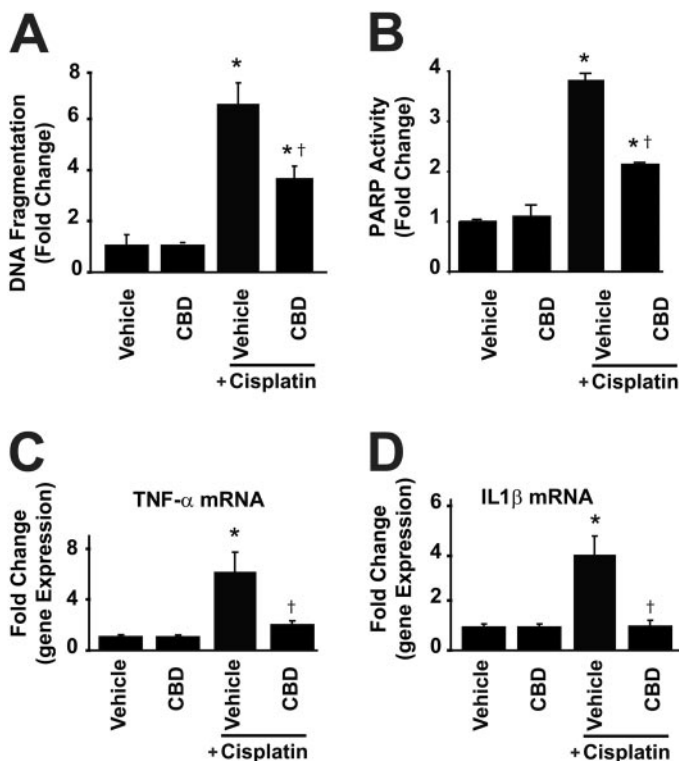 A
DNA Fragmentation
(Fold Change)
8
6
4
2
0
*
* †
Vehicle
CBD
Vehicle
CBD
+ Cisplatin
B
PARP Activity
(Fold Change)
4
3
2
1
0
*
* †
Vehicle
CBD
Vehicle
CBD
+ Cisplatin
C
TNF-α mRNA
Fold Change
(gene Expression)
8
6
4
2
0
*
†
Vehicle
CBD
Vehicle
CBD
+ Cisplatin
D
IL1β mRNA
Fold Change
(gene Expression)
6
4
2
0
*
†
Vehicle
CBD
Vehicle
CBD
+ Cisplatin